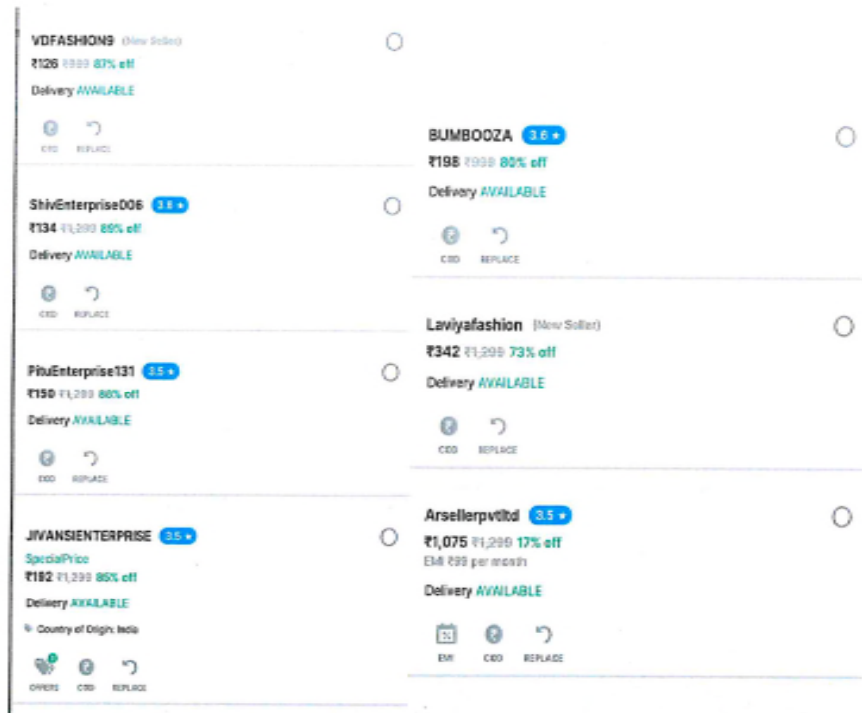 VDFASHION9 (New Seller)
₹126 ₹999 87% off
Delivery AVAILABLE
COD REPLACE
ShivEnterprise006 3.6 ★
₹134 ₹1,299 89% off
Delivery AVAILABLE
COD REPLACE
PituEnterprise131 3.5 ★
₹150 ₹1,299 88% off
Delivery AVAILABLE
COD REPLACE
JIVANSIENTERPRISE 3.5 ★
SpecialPrice
₹192 ₹1,299 85% off
Delivery AVAILABLE
Country of Origin: India
OFFERS COD REPLACE
BUMBOOZA 3.6 ★
₹198 ₹999 80% off
Delivery AVAILABLE
COD REPLACE
Laviyafashion (New Seller)
₹342 ₹1,299 73% off
Delivery AVAILABLE
COD REPLACE
Arsellerpvtltd 3.5 ★
₹1,075 ₹1,299 17% off
EMI ₹99 per month
Delivery AVAILABLE
EMI COD REPLACE